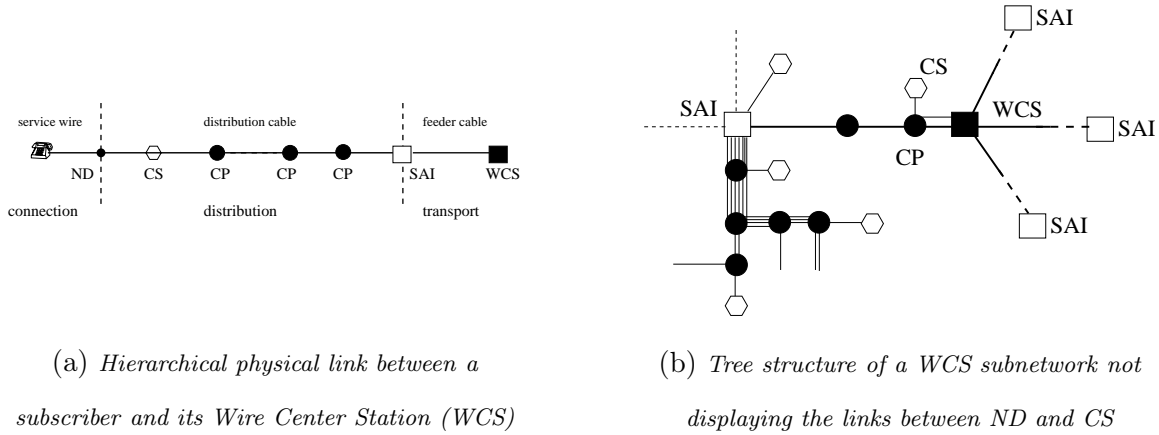 service wire
distribution cable
feeder cable
ND
CS
CP
CP
CP
SAI
WCS
connection
distribution
transport
(a) Hierarchical physical link between a
subscriber and its Wire Center Station (WCS)
SAI
CS
SAI
WCS
SAI
CP
SAI
(b) Tree structure of a WCS subnetwork not
displaying the links between ND and CS